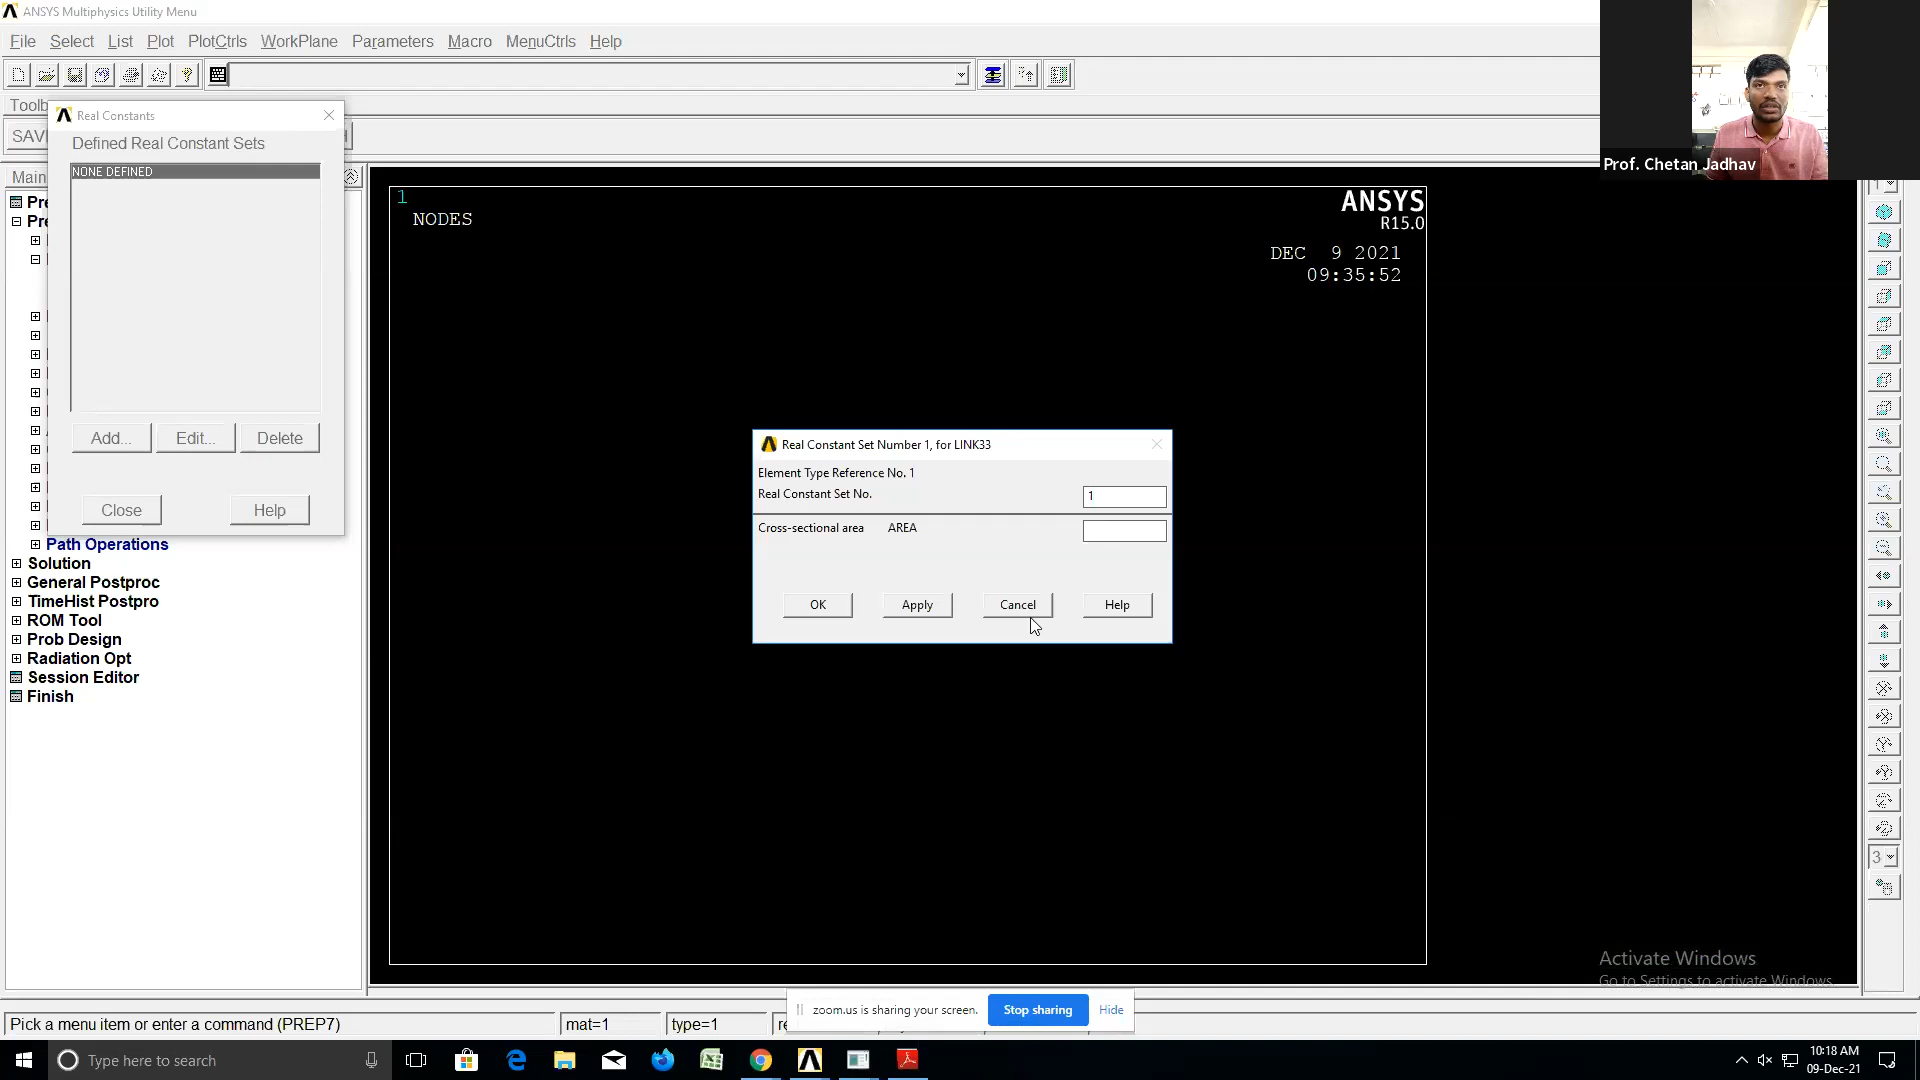 ANSYS Multiphysics Utility Menu
File Select List Plot PlotCtrls WorkPlane Parameters Macro MenuCtrls Help
Toolb
SAV
Real Constants
Defined Real Constant Sets
NONE DEFINED
Add... Edit... Delete
Close Help
Main
Pre
Pre
Path Operations
Solution
General Postproc
TimeHist Postpro
ROM Tool
Prob Design
Radiation Opt
Session Editor
Finish
1
NODES
ANSYS
R15.0
DEC 9 2021
09:35:52
Real Constant Set Number 1, for LINK33
Element Type Reference No. 1
Real Constant Set No. 1
Cross-sectional area AREA
OK Apply Cancel Help
Prof. Chetan Jadhav
3
Activate Windows
Go to Settings to activate Windows.
zoom.us is sharing your screen. Stop sharing Hide
Pick a menu item or enter a command (PREP7) mat=1 type=1 re
Type here to search
10:18 AM
09-Dec-21